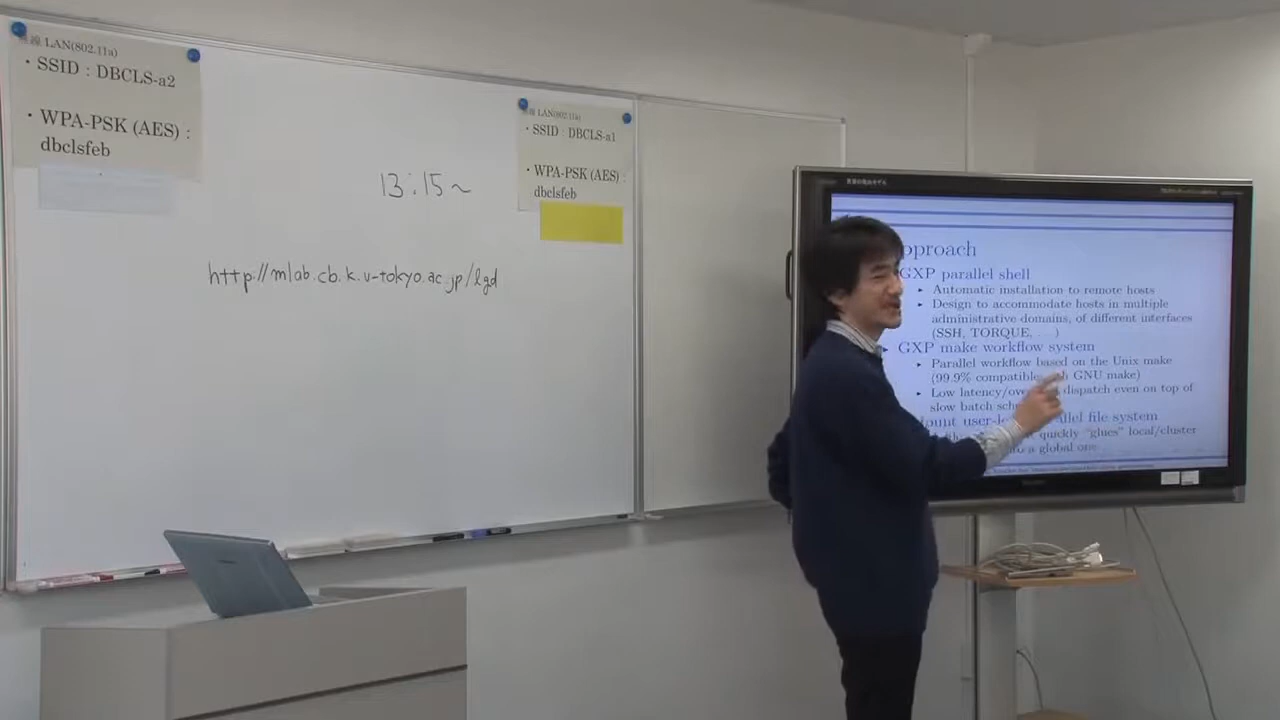 LAN(802.11a)
・SSID : DBCLS-a2
・WPA-PSK (AES) :
dbclsfeb
LAN(802.11a)
・SSID : DBCLS-a1
・WPA-PSK (AES) :
dbclsfeb
13:15~
http://mlab.cb.k.u-tokyo.ac.jp/lgd
pproach
GXP parallel shell
▸ Automatic installation to remote hosts
▸ Design to accommodate hosts in multiple
administrative domains, of different interfaces
(SSH, TORQUE, ...)
▸ GXP make workflow system
▸ Parallel workflow based on the Unix make
(99.9% compatible GNU make)
▸ Low latency/ dispatch even on top of
slow batch
file system
quickly "glues" local/cluster
a global one